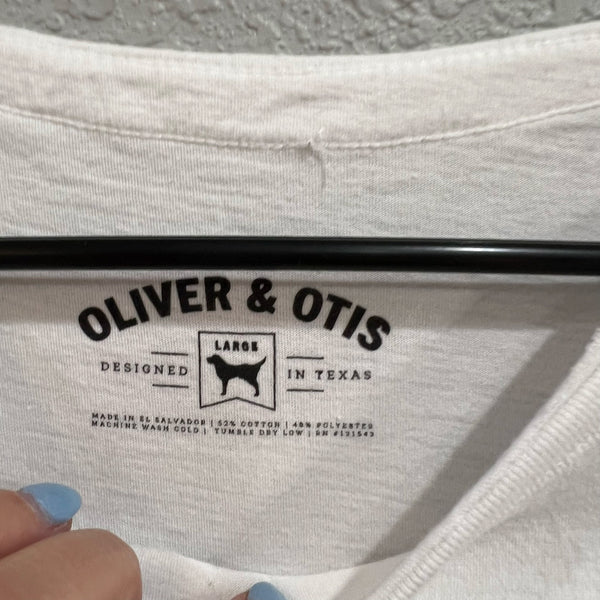 OLIVER & OTIS
LARGE
DESIGNED IN TEXAS
MADE IN EL SALVADOR | 52% COTTON | 48% POLYESTER
MACHINE WASH COLD | TUMBLE DRY LOW | RN #131543